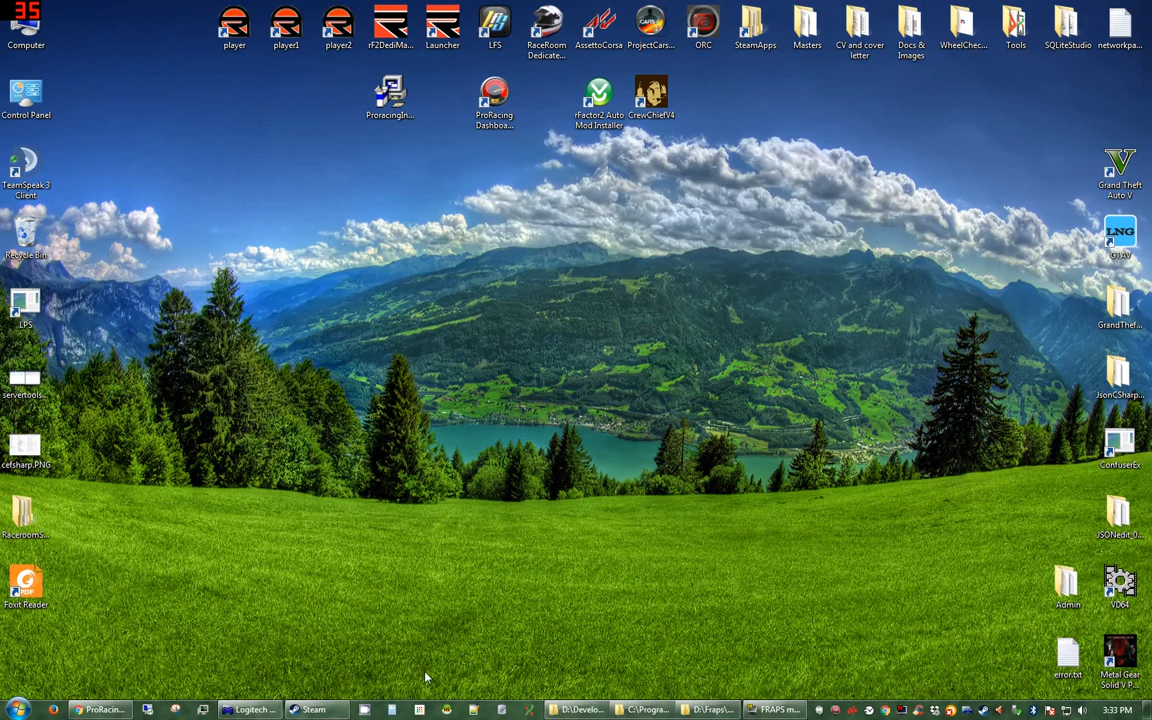 35
Computer
player
player1
player2
rF2DediMa...
Launcher
LFS
RaceRoom
Dedicate...
AssettoCorsa
ProjectCars...
ORC
SteamApps
Masters
CV and cover
letter
Docs &
Images
WheelChec...
Tools
SQLiteStudio
networkpa...
Control Panel
ProracingIn...
ProRacing
Dashboa...
rFactor2 Auto
Mod Installer
CrewChiefV4
TeamSpeak 3
Client
Grand Theft
Auto V
Recycle Bin
LNG
GTAV
LPS
GrandThef...
servertools...
JsonCSharp...
cefsharp.PNG
ConfuserEx
RaceroomS...
JSONedit_0...
PDF
Foxit Reader
Admin
VD64
error.txt
Metal Gear
Solid V P...
ProRacin...
Logitech ...
Steam
D:\Develo...
C:\Progra...
D:\Fraps\...
FRAPS m...
3:33 PM